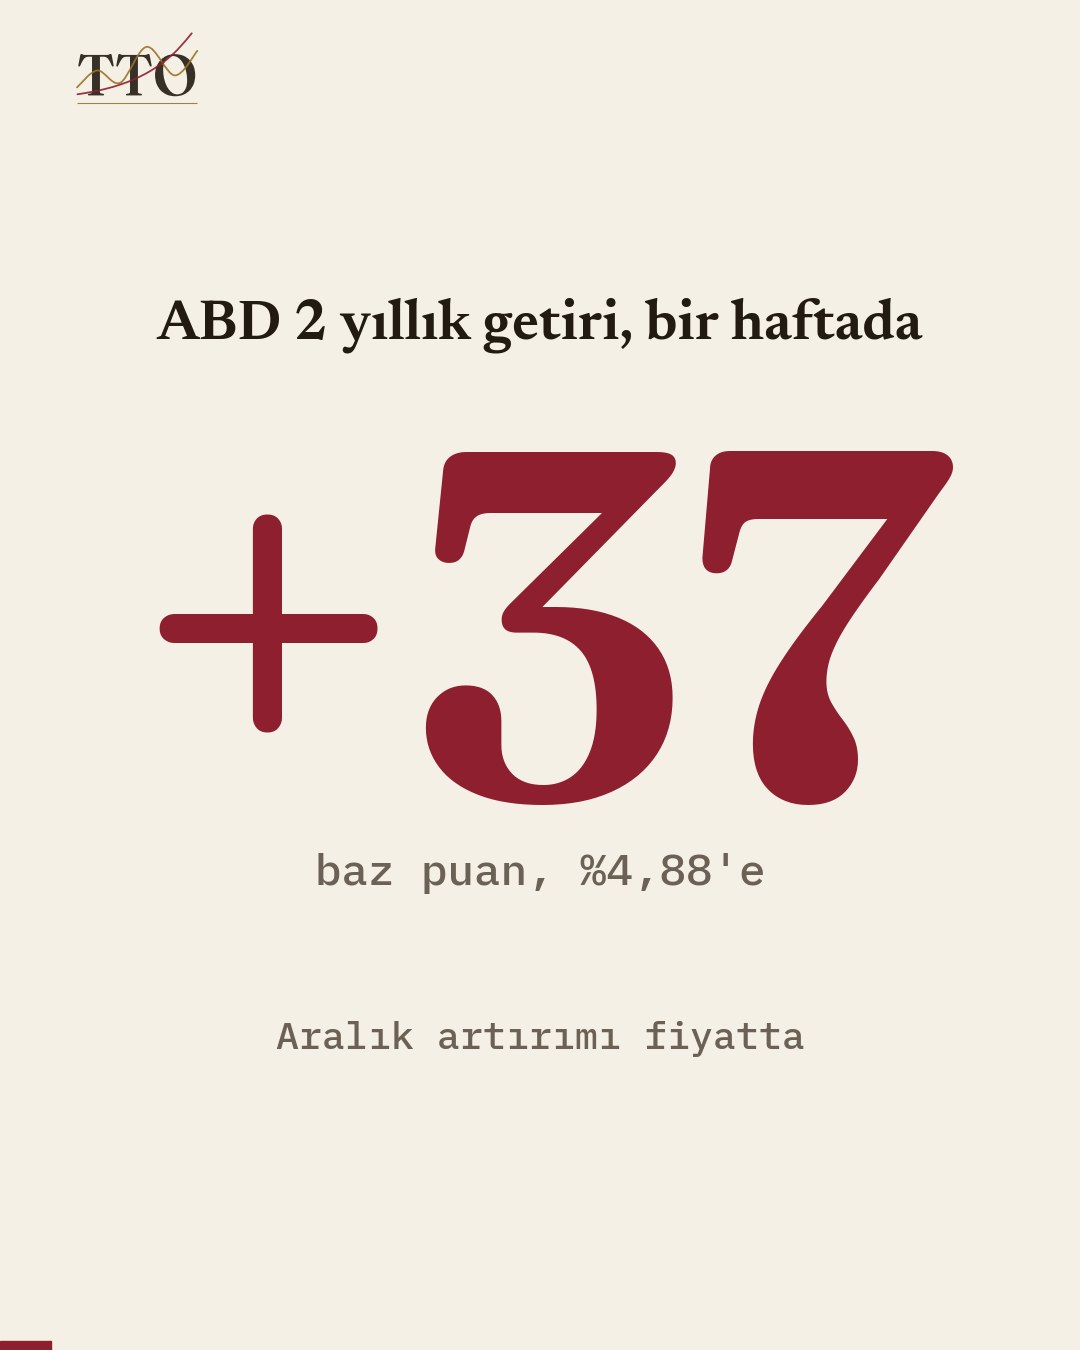 TTO
ABD 2 yıllık getiri, bir haftada
+37
baz puan, %4,88'e
Aralık artırımı fiyatta